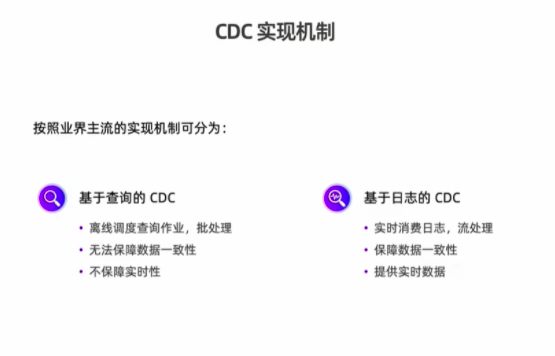 CDC 实现机制
按照业界主流的实现机制可分为：
基于查询的 CDC
• 离线调度查询作业，批处理
• 无法保障数据一致性
• 不保障实时性
基于日志的 CDC
• 实时消费日志，流处理
• 保障数据一致性
• 提供实时数据